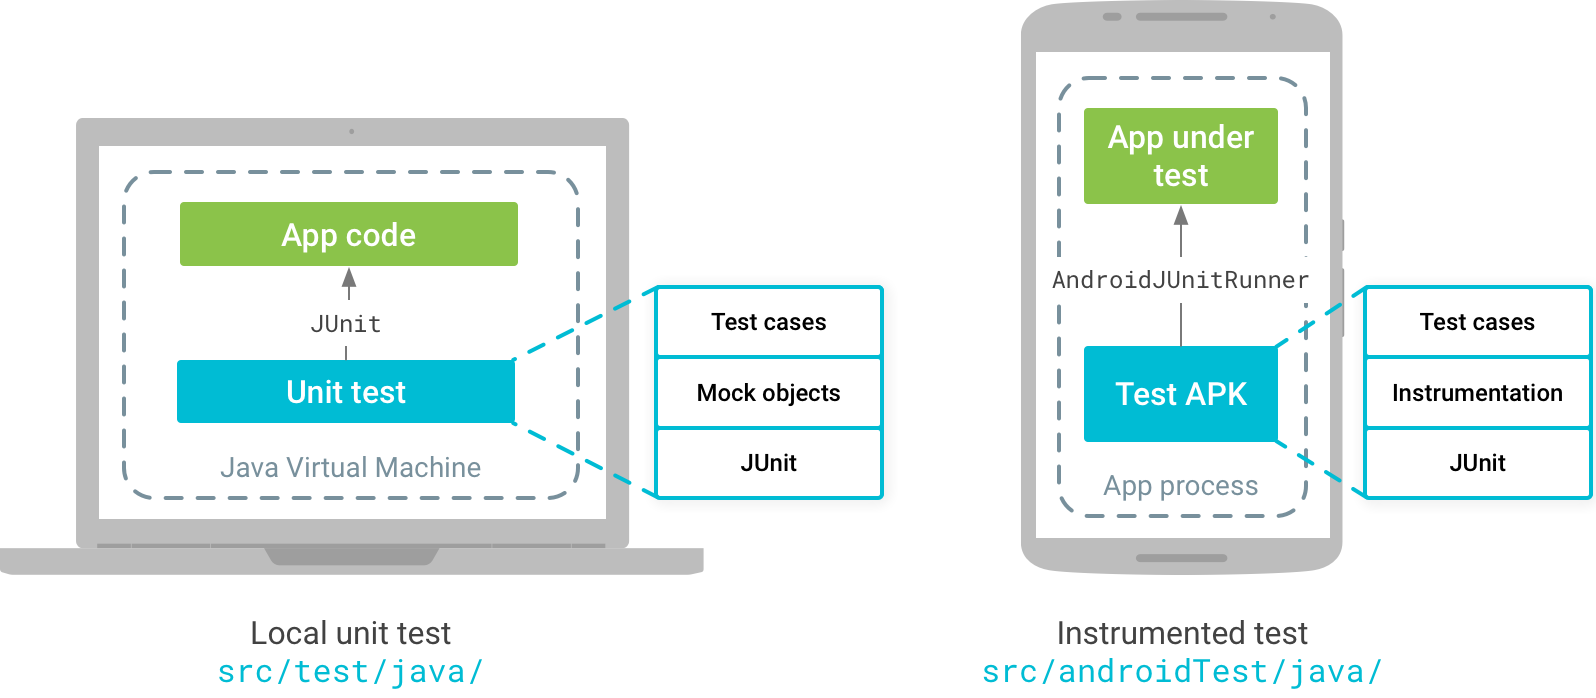 App code
JUnit
Unit test
Java Virtual Machine
Test cases
Mock objects
JUnit
Local unit test
src/test/java/
App under
test
AndroidJUnitRunner
Test APK
App process
Test cases
Instrumentation
JUnit
Instrumented test
src/androidTest/java/